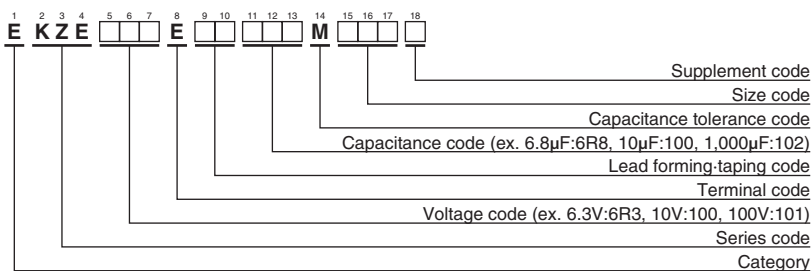 1 2 3 4 5 6 7 8 9 10 11 12 13 14 15 16 17 18
E K Z E □□□ E □□ □□□ M □□□ □
Supplement code
Size code
Capacitance tolerance code
Capacitance code (ex. 6.8µF:6R8, 10µF:100, 1,000µF:102)
Lead forming·taping code
Terminal code
Voltage code (ex. 6.3V:6R3, 10V:100, 100V:101)
Series code
Category